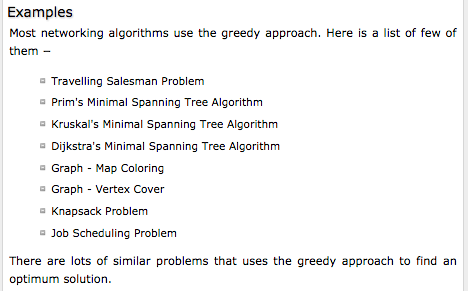 Examples
Most networking algorithms use the greedy approach. Here is a list of few of
them −
Travelling Salesman Problem
Prim's Minimal Spanning Tree Algorithm
Kruskal's Minimal Spanning Tree Algorithm
Dijkstra's Minimal Spanning Tree Algorithm
Graph - Map Coloring
Graph - Vertex Cover
Knapsack Problem
Job Scheduling Problem
There are lots of similar problems that uses the greedy approach to find an
optimum solution.